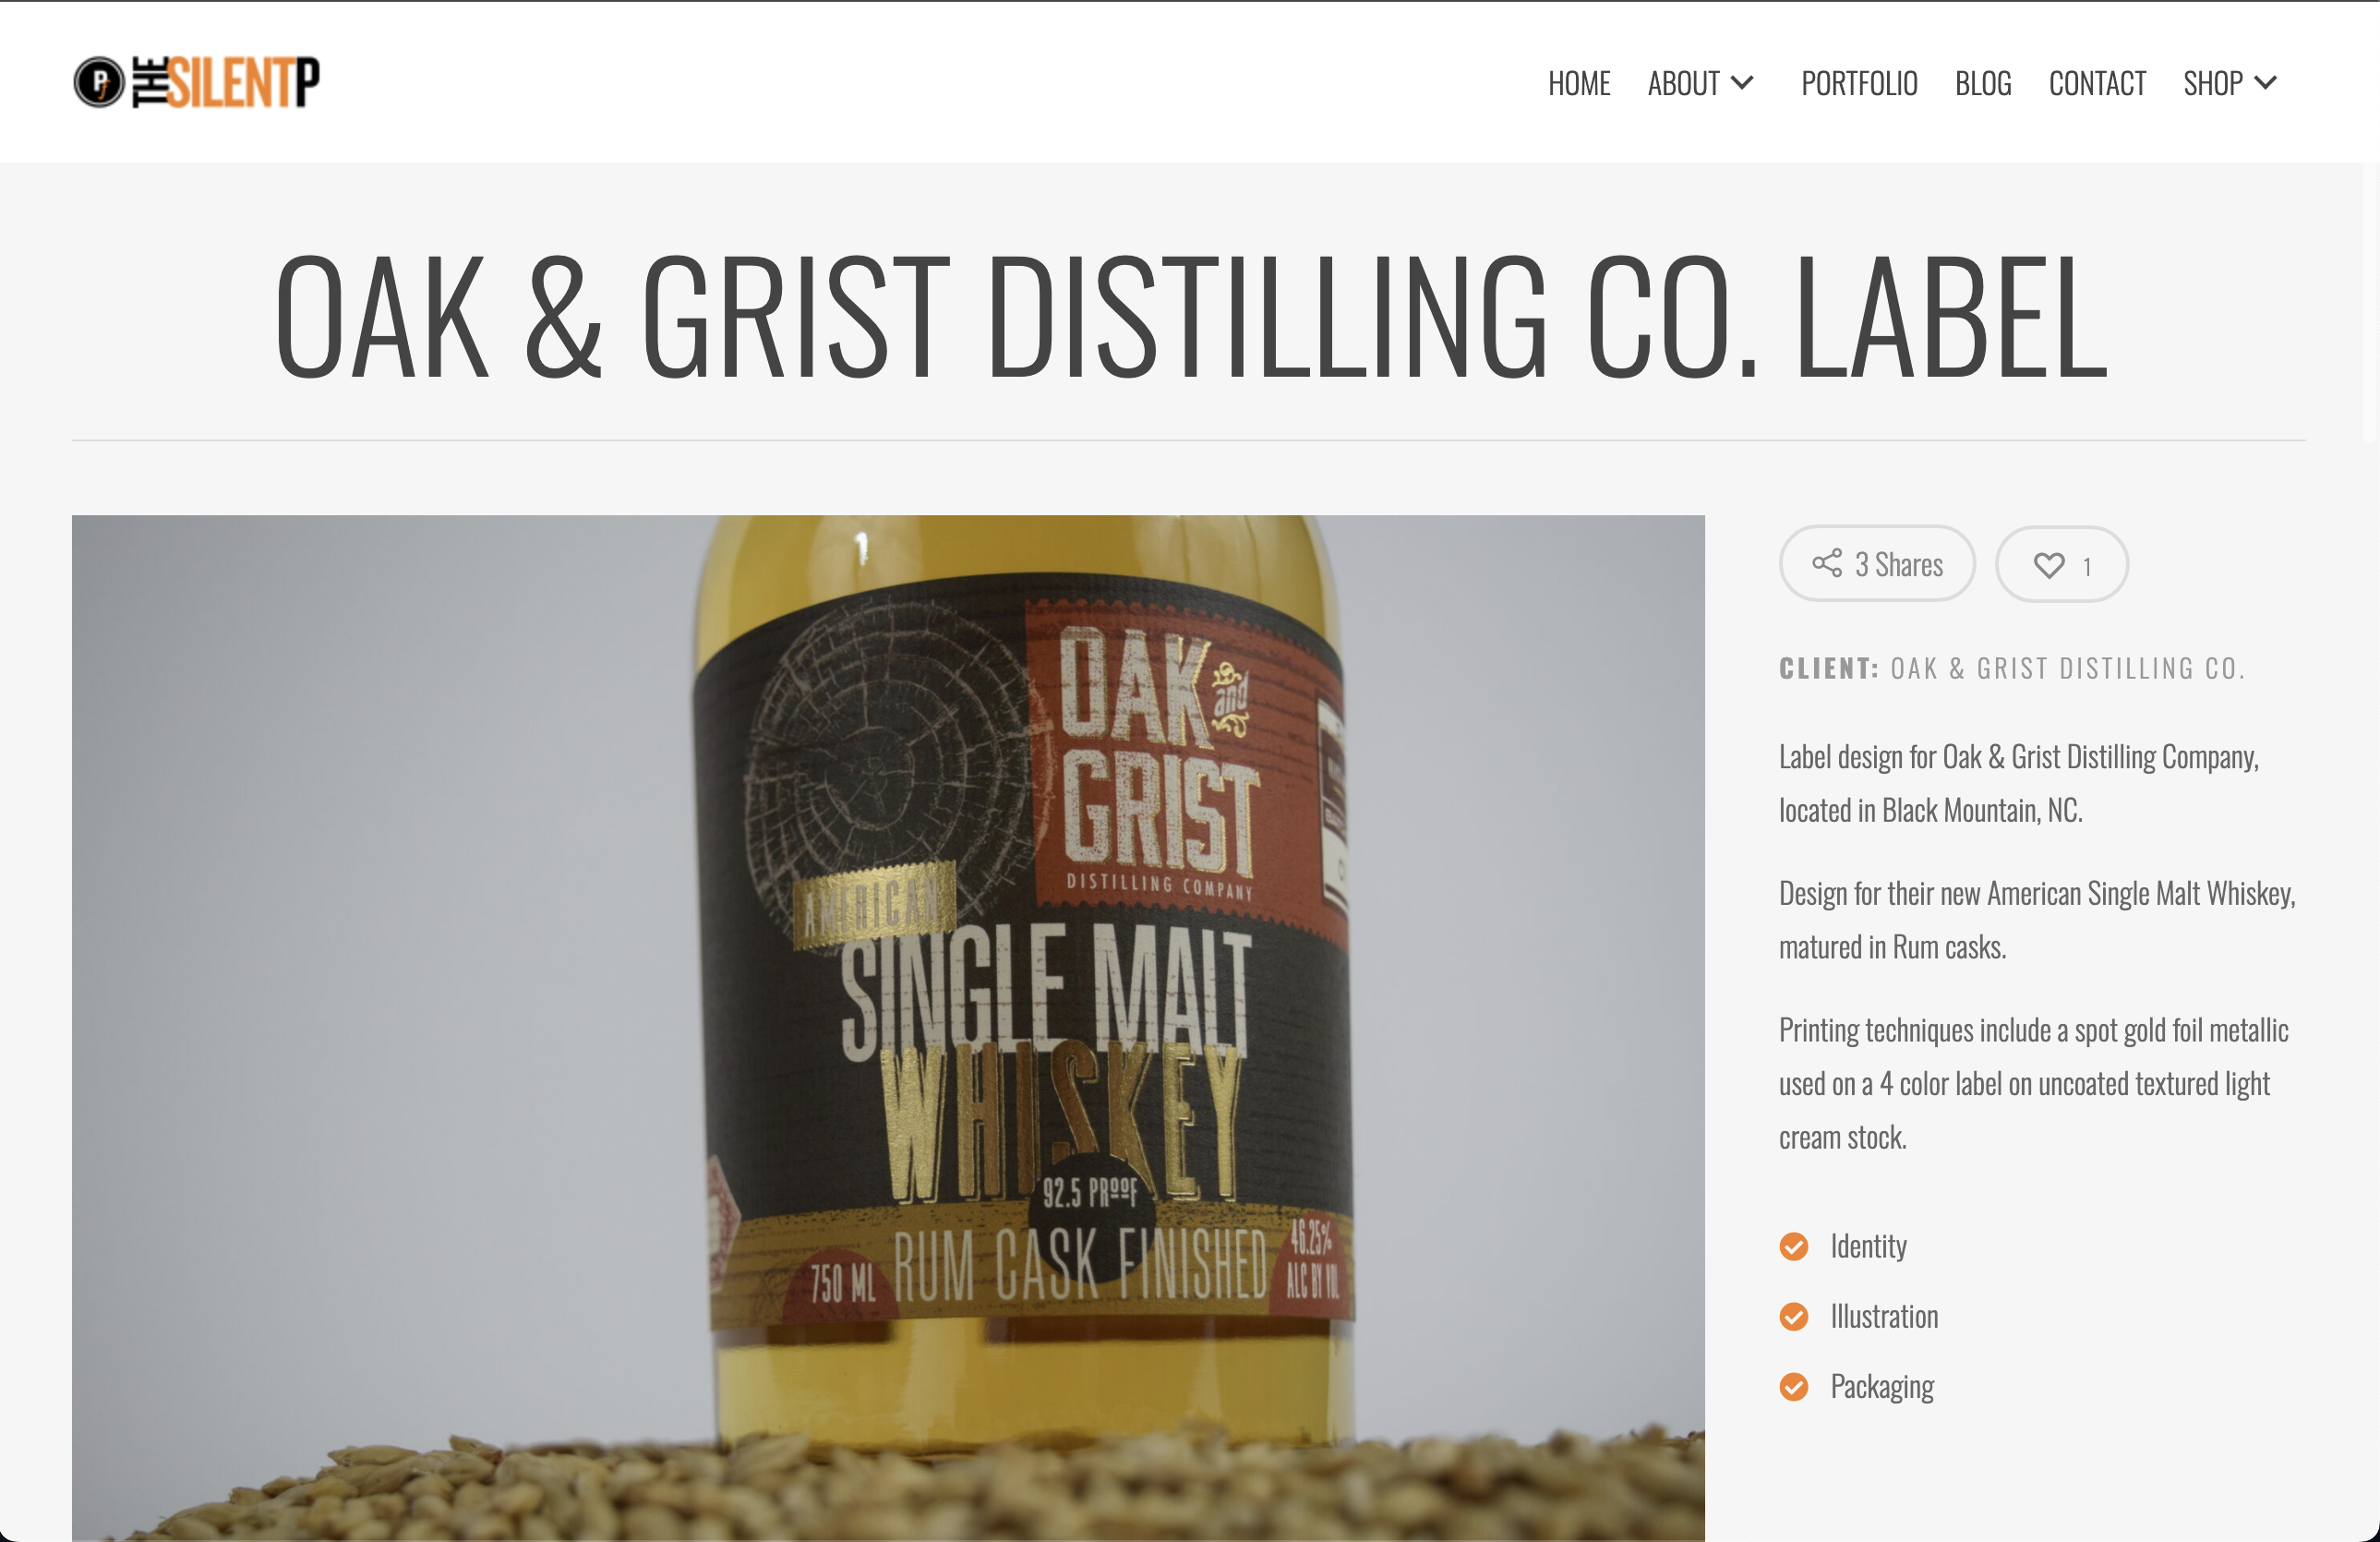 P
THE SILENTP
HOME ABOUT PORTFOLIO BLOG CONTACT SHOP
OAK & GRIST DISTILLING CO. LABEL
3 Shares 1
CLIENT: OAK & GRIST DISTILLING CO.
Label design for Oak & Grist Distilling Company,
located in Black Mountain, NC.
Design for their new American Single Malt Whiskey,
matured in Rum casks.
Printing techniques include a spot gold foil metallic
used on a 4 color label on uncoated textured light
cream stock.
Identity
Illustration
Packaging
OAK and
GRIST
DISTILLING COMPANY
AMERICAN
SINGLE MALT
WHISKEY
92.5 PROOF
RUM CASK FINISHED
750 ML
46.25%
ALC BY VOL